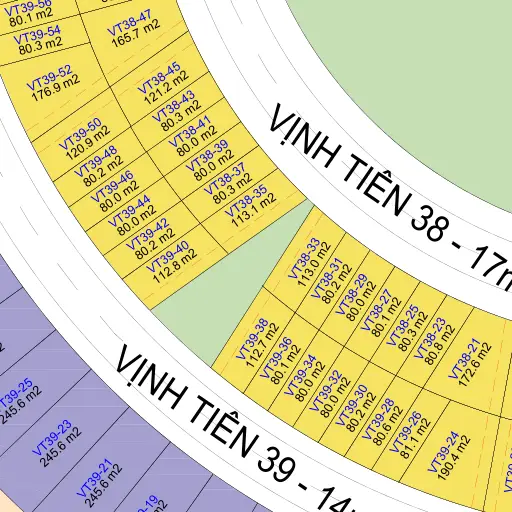 VT39-56
80.1 m2
VT39-54
80.3 m2
VT38-47
165.7 m2
VT39-52
176.9 m2
VT38-45
121.2 m2
VT38-43
80.3 m2
VT38-41
80.0 m2
VT38-39
80.0 m2
VT38-37
80.3 m2
VT38-35
113.1 m2
VT39-50
120.9 m2
VT39-48
80.2 m2
VT39-46
80.0 m2
VT39-44
80.0 m2
VT39-42
80.2 m2
VT39-40
112.8 m2
VỊNH TIÊN 38 - 17m
VT38-33
113.0 m2
VT38-31
80.2 m2
VT38-29
80.0 m2
VT38-27
80.1 m2
VT38-25
80.3 m2
VT38-23
80.8 m2
VT38-21
172.6 m2
VT39-38
112.7 m2
VT39-36
80.1 m2
VT39-34
80.0 m2
VT39-32
80.0 m2
VT39-30
80.2 m2
VT39-28
80.6 m2
VT39-26
81.1 m2
VT39-24
190.4 m2
VỊNH TIÊN 39 - 14
VT39-25
245.6 m2
VT39-23
245.6 m2
VT39-21
245.6 m2
-19